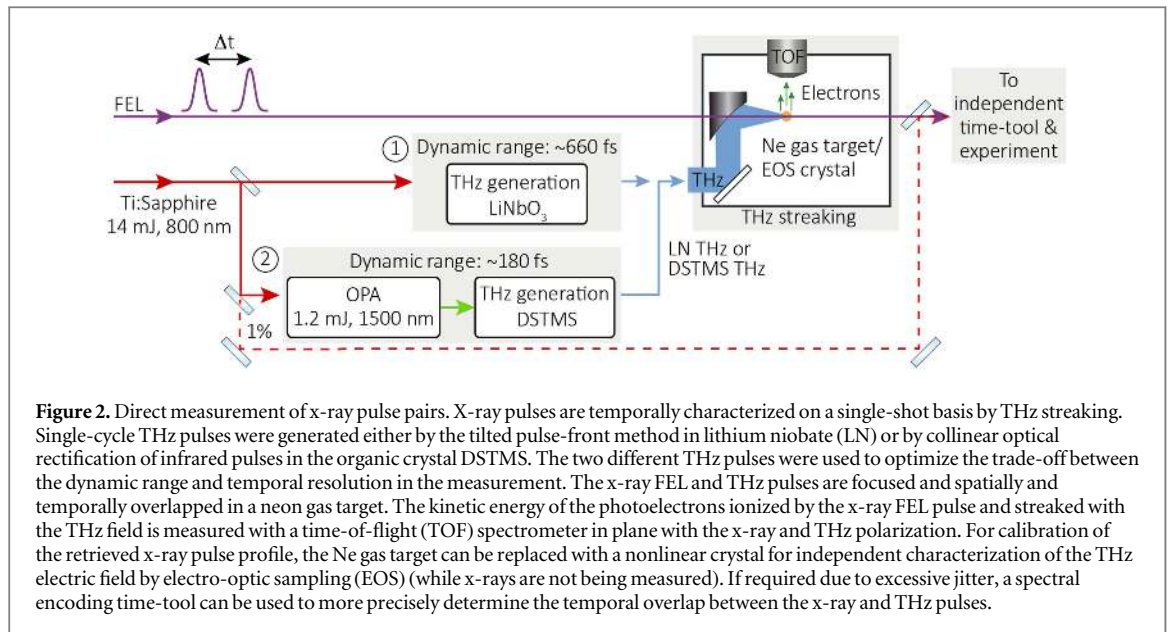 Δt
FEL
TOF
Electrons
Ne gas target/
EOS crystal
THz
THz streaking
To
independent
time-tool &
experiment
1 Dynamic range: ~660 fs
THz generation
LiNbO3
Ti:Sapphire
14 mJ, 800 nm
2
Dynamic range: ~180 fs
OPA
1.2 mJ, 1500 nm
THz generation
DSTMS
LN THz or
DSTMS THz
1%
Figure 2. Direct measurement of x-ray pulse pairs. X-ray pulses are temporally characterized on a single-shot basis by THz streaking.
Single-cycle THz pulses were generated either by the tilted pulse-front method in lithium niobate (LN) or by collinear optical
rectification of infrared pulses in the organic crystal DSTMS. The two different THz pulses were used to optimize the trade-off between
the dynamic range and temporal resolution in the measurement. The x-ray FEL and THz pulses are focused and spatially and
temporally overlapped in a neon gas target. The kinetic energy of the photoelectrons ionized by the x-ray FEL pulse and streaked with
the THz field is measured with a time-of-flight (TOF) spectrometer in plane with the x-ray and THz polarization. For calibration of
the retrieved x-ray pulse profile, the Ne gas target can be replaced with a nonlinear crystal for independent characterization of the THz
electric field by electro-optic sampling (EOS) (while x-rays are not being measured). If required due to excessive jitter, a spectral
encoding time-tool can be used to more precisely determine the temporal overlap between the x-ray and THz pulses.